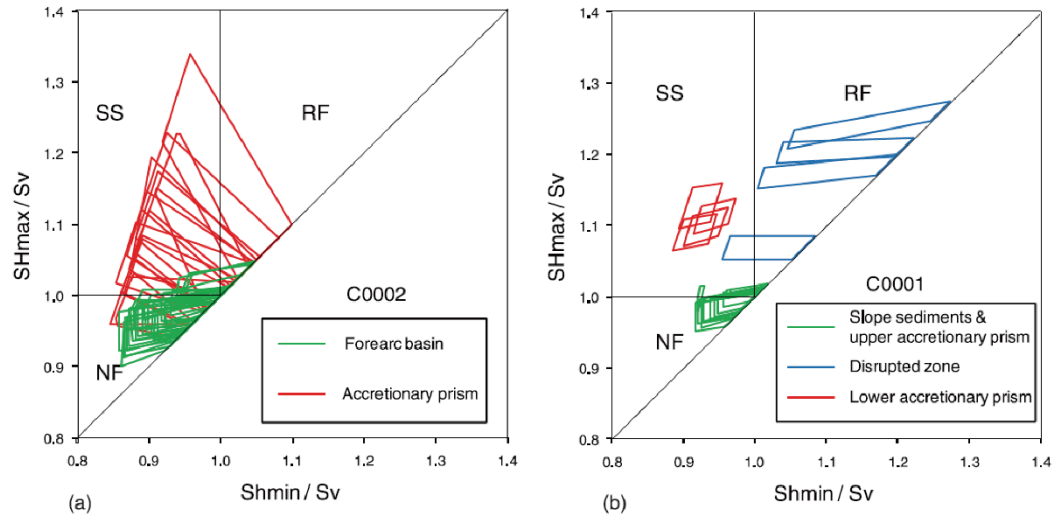 1.4
1.3
1.2
1.1
1.0
0.9
0.8
SHmax / Sv
SS
RF
NF
C0002
Forearc basin
Accretionary prism
0.8 0.9 1.0 1.1 1.2 1.3 1.4
Shmin / Sv
(a)
1.4
1.3
1.2
1.1
1.0
0.9
0.8
SHmax / Sv
SS
RF
NF
C0001
Slope sediments &
upper accretionary prism
Disrupted zone
Lower accretionary prism
0.8 0.9 1.0 1.1 1.2 1.3 1.4
Shmin / Sv
(b)